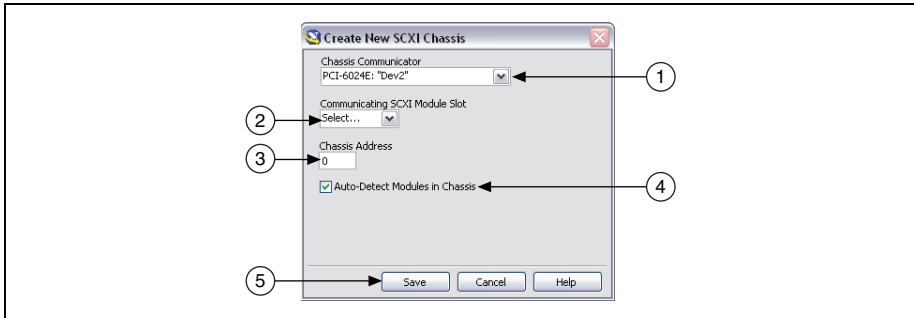 Create New SCXI Chassis
Chassis Communicator
PCI-6024E: "Dev2"
1
Communicating SCXI Module Slot
2
Select...
Chassis Address
3
0
Auto-Detect Modules in Chassis
4
5
Save Cancel Help